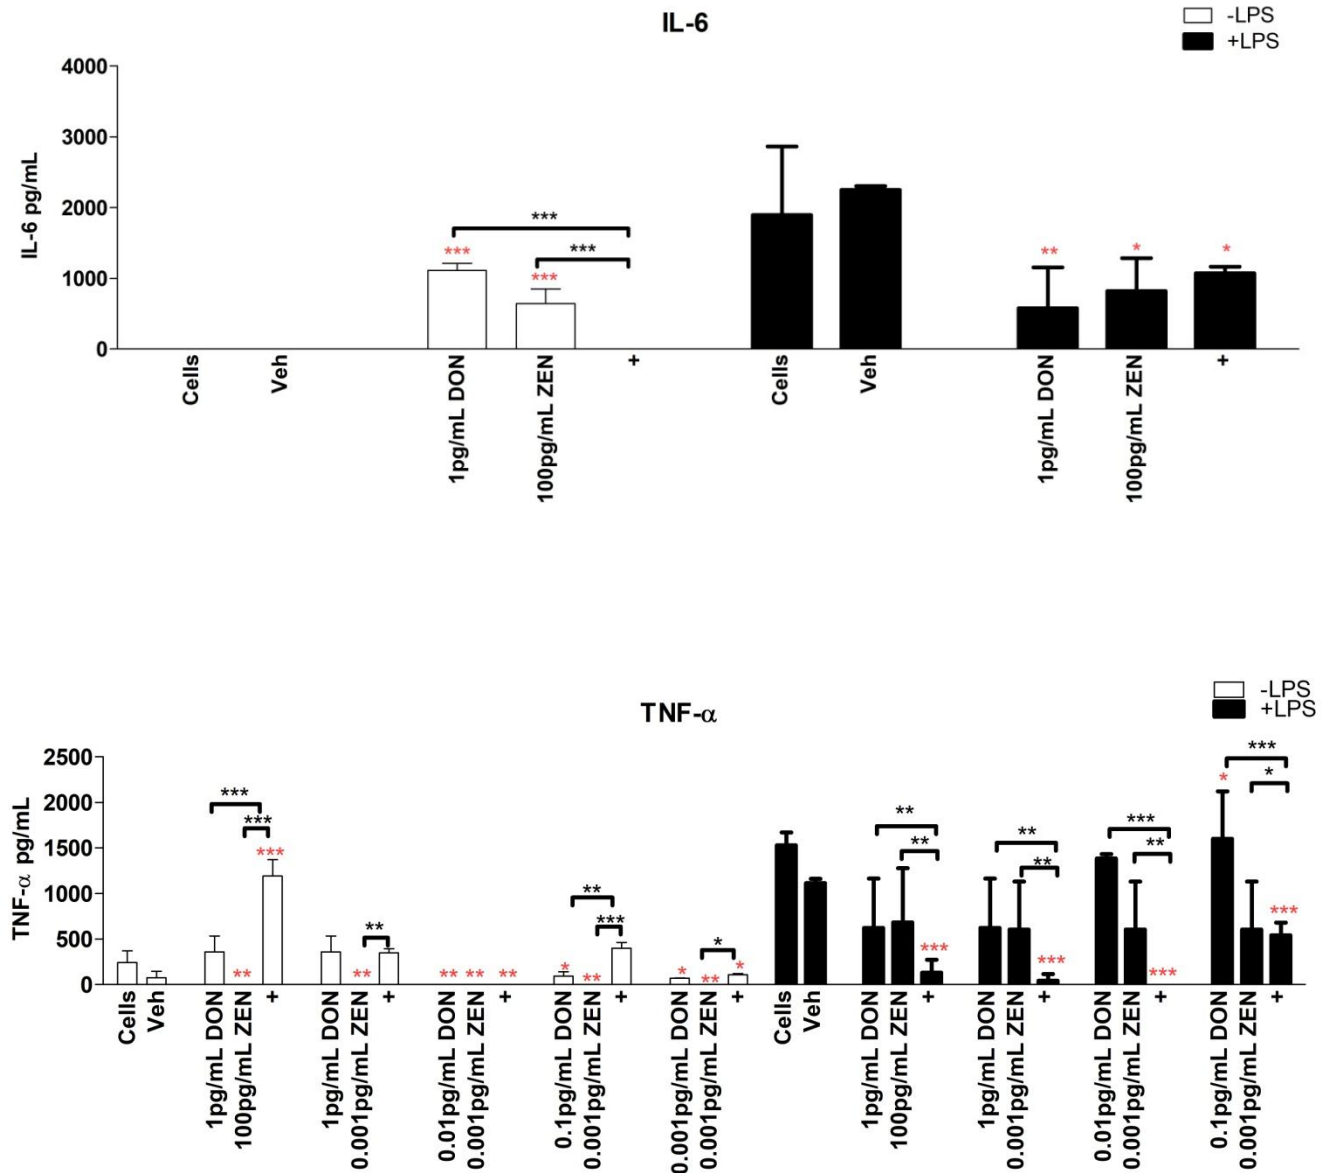 IL-6
-LPS
+LPS
IL-6 pg/mL
4000
3000
2000
1000
0
***
***
***
***
**
*
*
Cells
Veh
1pg/mL DON
100pg/mL ZEN
+
Cells
Veh
1pg/mL DON
100pg/mL ZEN
+
TNF-α
-LPS
+LPS
TNF-α pg/mL
2500
2000
1500
1000
500
0
***
***
***
**
**
**
**
**
**
**
***
*
**
*
*
**
*
**
**
***
**
**
***
***
**
***
***
*
*
***
Cells
Veh
1pg/mL DON
100pg/mL ZEN
+
1pg/mL DON
0.001pg/mL ZEN
+
0.01pg/mL DON
0.001pg/mL ZEN
+
0.1pg/mL DON
0.001pg/mL ZEN
+
0.001pg/mL DON
0.001pg/mL ZEN
+
Cells
Veh
1pg/mL DON
100pg/mL ZEN
+
1pg/mL DON
0.001pg/mL ZEN
+
0.01pg/mL DON
0.001pg/mL ZEN
+
0.1pg/mL DON
0.001pg/mL ZEN
+